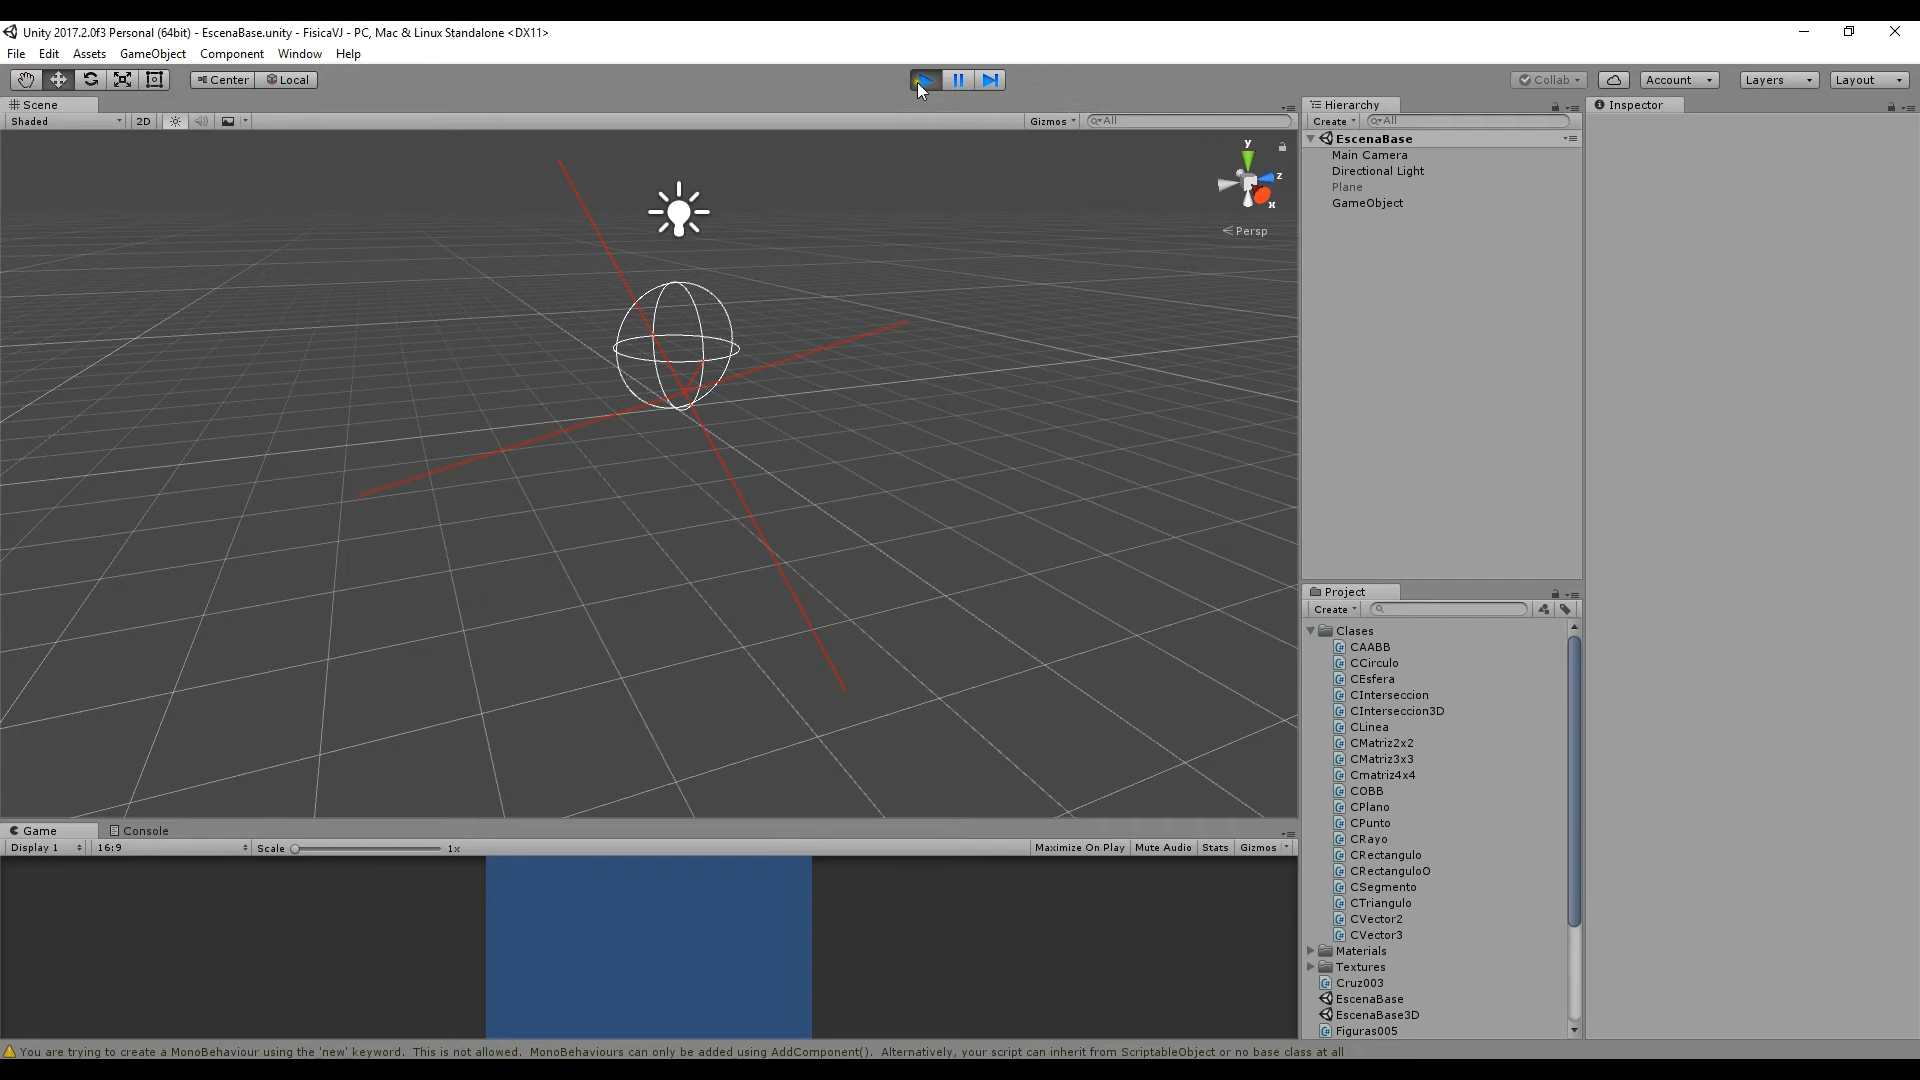 Unity 2017.2.0f3 Personal (64bit) - EscenaBase.unity - FisicaVJ - PC, Mac & Linux Standalone <DX11>
File Edit Assets GameObject Component Window Help
Center Local Collab Account Layers Layout
Scene
Shaded 2D Gizmos All
y
z
x
Persp
Hierarchy
Create All
EscenaBase
Main Camera
Directional Light
Plane
GameObject
Inspector
Project
Create
Clases
CAABB
CCirculo
CEsfera
CInterseccion
CInterseccion3D
CLinea
CMatriz2x2
CMatriz3x3
Cmatriz4x4
COBB
CPlano
CPunto
CRayo
CRectangulo
CRectanguloO
CSegmento
CTriangulo
CVector2
CVector3
Materials
Textures
Cruz003
EscenaBase
EscenaBase3D
Figuras005
Game Console
Display 1 16:9 Scale 1x Maximize On Play Mute Audio Stats Gizmos
You are trying to create a MonoBehaviour using the 'new' keyword. This is not allowed. MonoBehaviours can only be added using AddComponent(). Alternatively, your script can inherit from ScriptableObject or no base class at all